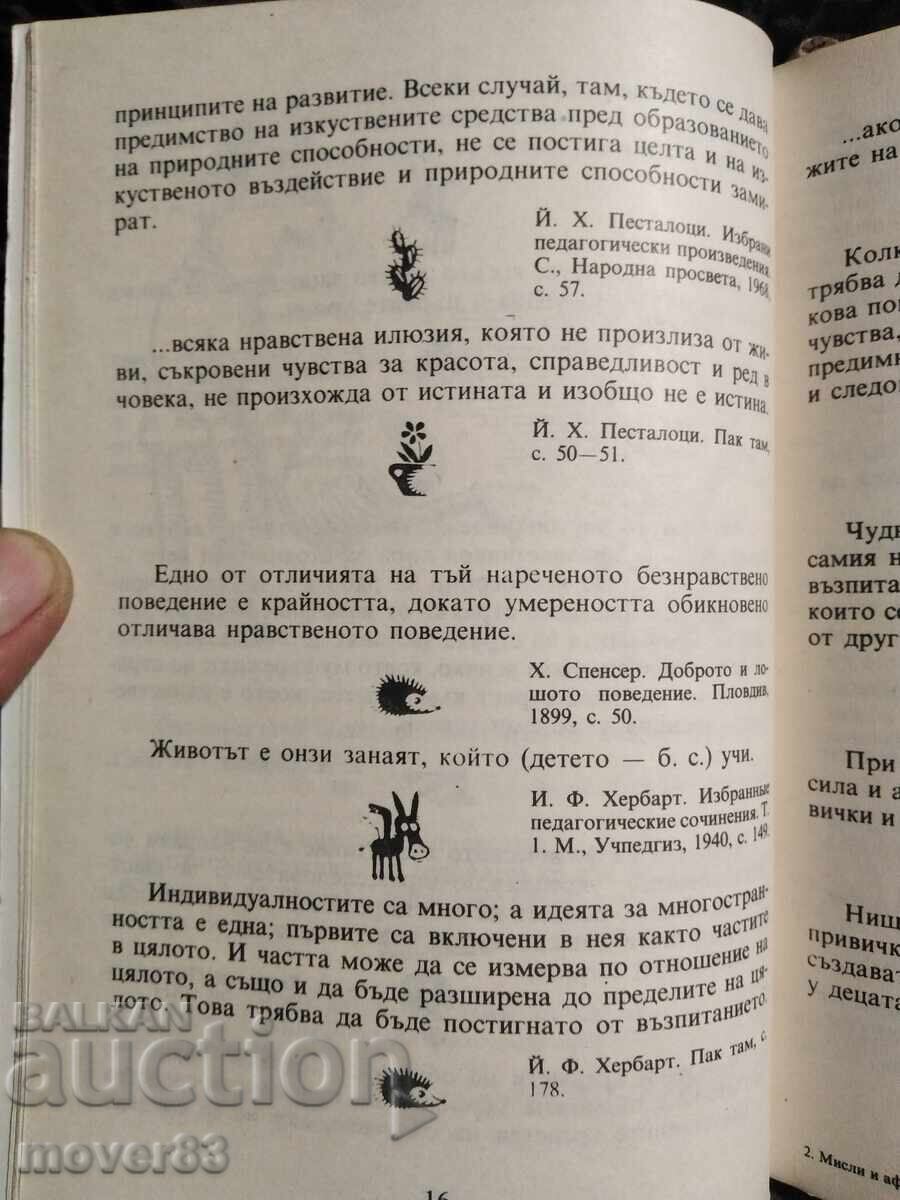 принципите на развитие. Всеки случай, там, където се дава
предимство на изкуствените средства пред образованието
на природните способности, не се постига целта и на из-
куственото въздействие и природните способности зами-
рат.
Й. Х. Песталоци. Избрани
педагогически произведения.
С., Народна просвета, 1968,
с. 57.
...всяка нравствена илюзия, която не произлиза от жи-
ви, съкровени чувства за красота, справедливост и ред в
човека, не произхожда от истината и изобщо не е истина.
Й. Х. Песталоци. Пак там,
с. 50—51.
Едно от отличията на тъй нареченото безнравствено
поведение е крайността, докато умереността обикновено
отличава нравственото поведение.
Х. Спенсер. Доброто и ло-
шото поведение. Пловдив,
1899, с. 50.
Животът е онзи занаят, който (детето — б. с.) учи.
И. Ф. Хербарт. Избранные
педагогические сочинения. Т.
1. М., Учпедгиз, 1940, с. 149.
Индивидуалностите са много; а идеята за многостран-
ността е една; първите са включени в нея както частите
в цялото. И частта може да се измерва по отношение на
цялото, а също и да бъде разширена до пределите на ця-
лото. Това трябва да бъде постигнато от възпитанието.
Й. Ф. Хербарт. Пак там, с.
178.
16
...ако
жите на
Колк
трябва д
кова по
чувства,
предимн
и следо
Чудн
самия н
възпита
които се
от друг
При
сила и а
вички и
Нищ
привичк
създават
у децата
2. Мисли и аф
BALKAN
auction
mover83